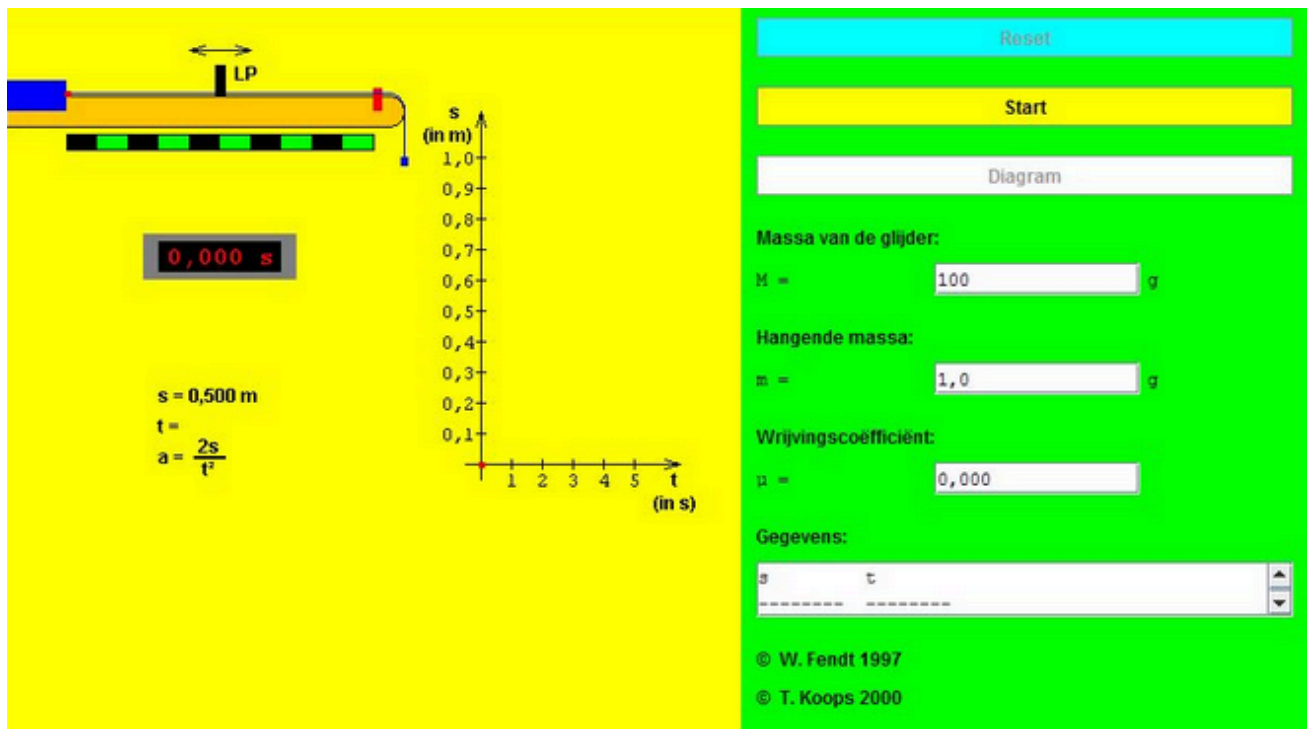 LP
s
(in m)
1,0
0,9
0,8
0,7
0,6
0,5
0,4
0,3
0,2
0,1
1 2 3 4 5 t
(in s)
0,000 s
s = 0,500 m
t =
a = 2s
t²
Reset
Start
Diagram
Massa van de glijder:
M = 100 g
Hangende massa:
m = 1,0 g
Wrijvingscoëfficiënt:
µ = 0,000
Gegevens:
s t
-------- --------
© W. Fendt 1997
© T. Koops 2000